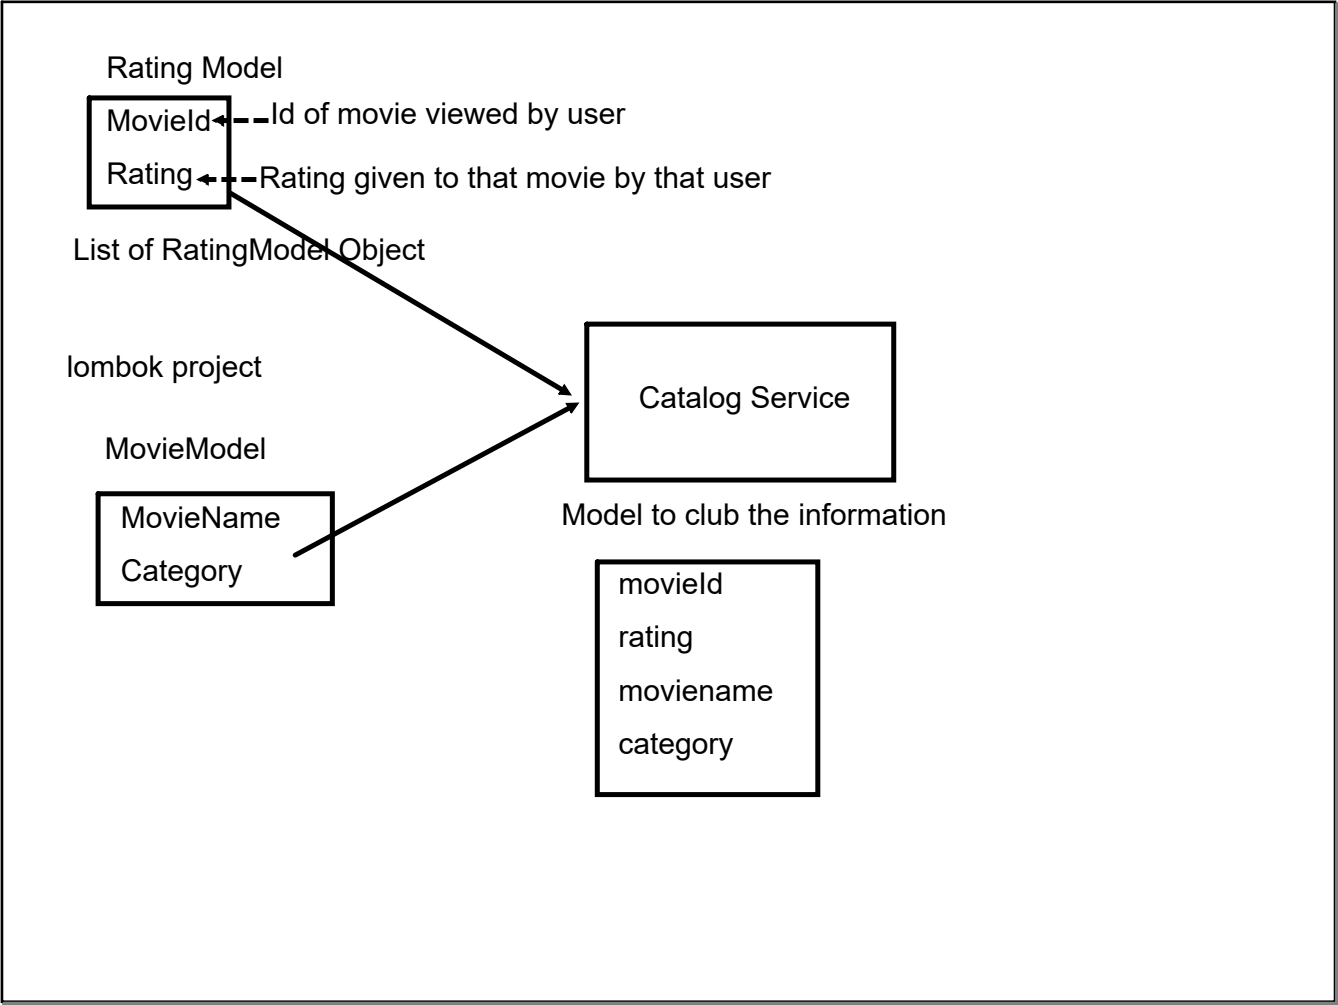 Rating Model
MovieId
Id of movie viewed by user
Rating
Rating given to that movie by that user
List of RatingModel Object
lombok project
Catalog Service
MovieModel
MovieName
Category
Model to club the information
movieId
rating
moviename
category